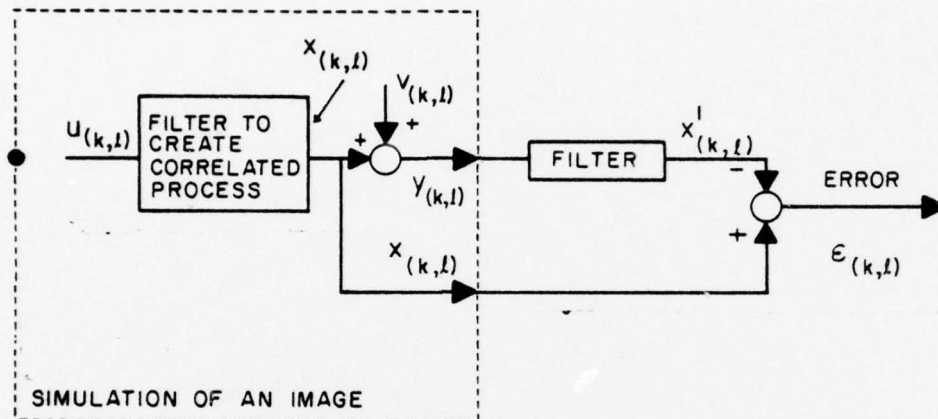 x(k,l)
v(k,l)
u(k,l)
FILTER TO
CREATE
CORRELATED
PROCESS
+
+
y(k,l)
FILTER
x'(k,l)
-
+
ERROR
ε(k,l)
x(k,l)
SIMULATION OF AN IMAGE